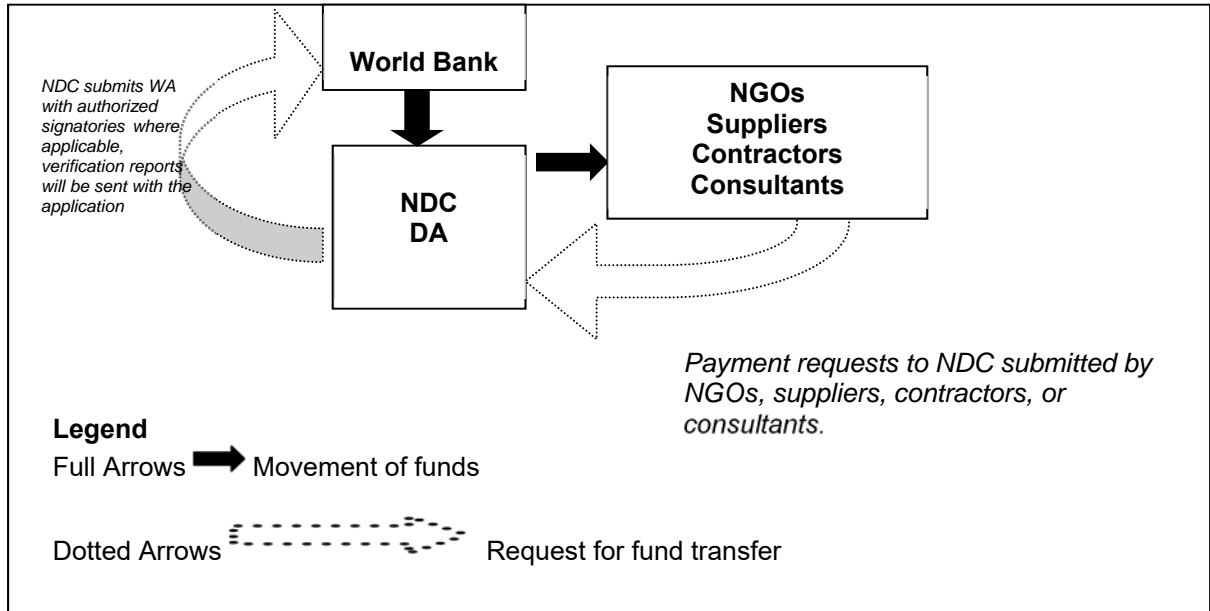 World Bank
NDC submits WA
with authorized
signatories where
applicable,
verification reports
will be sent with the
application
NGOs
Suppliers
Contractors
Consultants
NDC
DA
Payment requests to NDC submitted by
NGOs, suppliers, contractors, or
consultants.
Legend
Full Arrows Movement of funds
Dotted Arrows Request for fund transfer